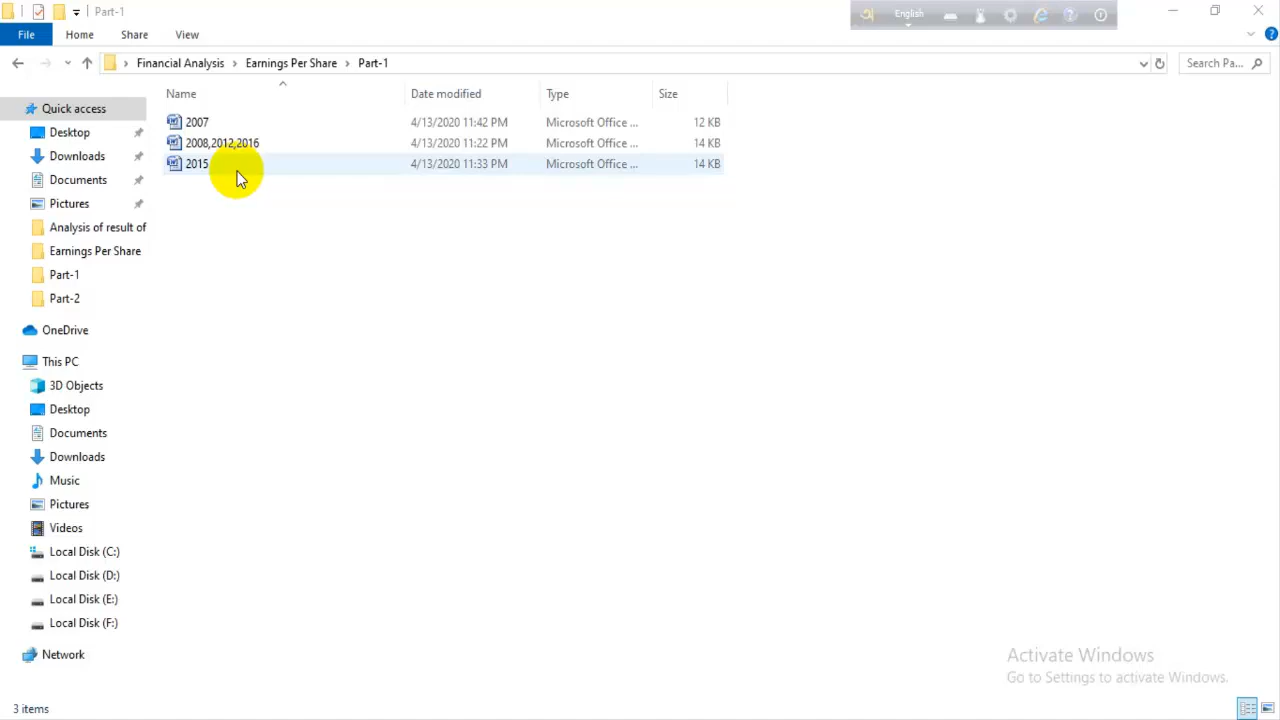 Part-1
অ English
File Home Share View
Financial Analysis Earnings Per Share Part-1 Search Pa...
Name Date modified Type Size
2007 4/13/2020 11:42 PM Microsoft Office ... 12 KB
2008,2012,2016 4/13/2020 11:22 PM Microsoft Office ... 14 KB
2015 4/13/2020 11:33 PM Microsoft Office ... 14 KB
Quick access
Desktop
Downloads
Documents
Pictures
Analysis of result of
Earnings Per Share
Part-1
Part-2
OneDrive
This PC
3D Objects
Desktop
Documents
Downloads
Music
Pictures
Videos
Local Disk (C:)
Local Disk (D:)
Local Disk (E:)
Local Disk (F:)
Network
Activate Windows
Go to Settings to activate Windows.
3 items